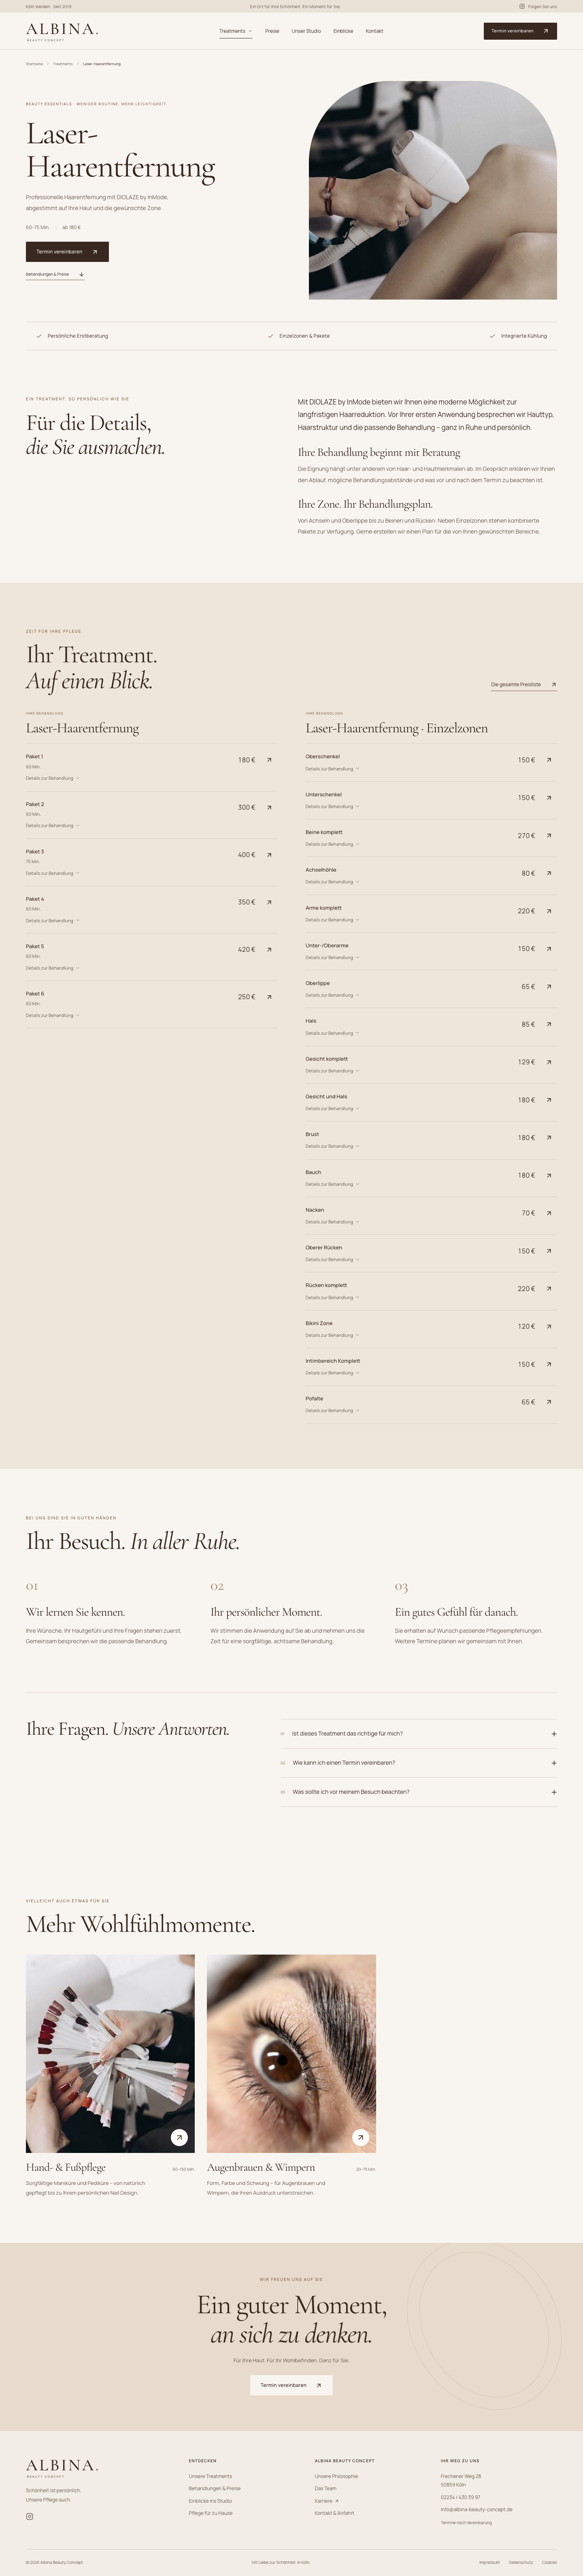 Köln Weiden · Seit 2019
Ein Ort für Ihre Schönheit. Ein Moment für Sie.
Folgen Sie uns
ALBINA.
BEAUTY CONCEPT
Treatments
Preise
Unser Studio
Einblicke
Kontakt
Termin vereinbaren
Startseite / Treatments / Laser-Haarentfernung
BEAUTY ESSENTIALS · WENIGER ROUTINE. MEHR LEICHTIGKEIT.
Laser-
Haarentfernung
Professionelle Haarentfernung mit DIOLAZE by InMode,
abgestimmt auf Ihre Haut und die gewünschte Zone.
60–75 Min.
ab 180 €
Termin vereinbaren
Behandlungen & Preise
Persönliche Erstberatung
Einzelzonen & Pakete
Integrierte Kühlung
EIN TREATMENT, SO PERSÖNLICH WIE SIE
Für die Details,
die Sie ausmachen.
Mit DIOLAZE by InMode bieten wir Ihnen eine moderne Möglichkeit zur
langfristigen Haarreduktion. Vor Ihrer ersten Anwendung besprechen wir Hauttyp,
Haarstruktur und die passende Behandlung – ganz in Ruhe und persönlich.
Ihre Behandlung beginnt mit Beratung
Die Eignung hängt unter anderem von Haar- und Hautmerkmalen ab. Im Gespräch erklären wir Ihnen
den Ablauf, mögliche Behandlungsabstände und was vor und nach dem Termin zu beachten ist.
Ihre Zone. Ihr Behandlungsplan.
Von Achseln und Oberlippe bis zu Beinen und Rücken: Neben Einzelzonen stehen kombinierte
Pakete zur Verfügung. Gerne erstellen wir einen Plan für die von Ihnen gewünschten Bereiche.
ZEIT FÜR IHRE PFLEGE
Ihr Treatment.
Auf einen Blick.
Die gesamte Preisliste
IHRE BEHANDLUNG
Laser-Haarentfernung
Paket 1
60 Min.
Details zur Behandlung
180 €
Paket 2
60 Min.
Details zur Behandlung
300 €
Paket 3
75 Min.
Details zur Behandlung
400 €
Paket 4
60 Min.
Details zur Behandlung
350 €
Paket 5
60 Min.
Details zur Behandlung
420 €
Paket 6
60 Min.
Details zur Behandlung
250 €
IHRE BEHANDLUNG
Laser-Haarentfernung · Einzelzonen
Oberschenkel
Details zur Behandlung
150 €
Unterschenkel
Details zur Behandlung
150 €
Beine komplett
Details zur Behandlung
270 €
Achselhöhle
Details zur Behandlung
80 €
Arme komplett
Details zur Behandlung
220 €
Unter-/Oberarme
Details zur Behandlung
150 €
Oberlippe
Details zur Behandlung
65 €
Hals
Details zur Behandlung
85 €
Gesicht komplett
Details zur Behandlung
129 €
Gesicht und Hals
Details zur Behandlung
180 €
Brust
Details zur Behandlung
180 €
Bauch
Details zur Behandlung
180 €
Nacken
Details zur Behandlung
70 €
Oberer Rücken
Details zur Behandlung
150 €
Rücken komplett
Details zur Behandlung
220 €
Bikini Zone
Details zur Behandlung
120 €
Intimbereich Komplett
Details zur Behandlung
150 €
Pofalte
Details zur Behandlung
65 €
BEI UNS SIND SIE IN GUTEN HÄNDEN
Ihr Besuch. In aller Ruhe.
01
Wir lernen Sie kennen.
Ihre Wünsche, Ihr Hautgefühl und Ihre Fragen stehen zuerst.
Gemeinsam besprechen wir die passende Behandlung.
02
Ihr persönlicher Moment.
Wir stimmen die Anwendung auf Sie ab und nehmen uns die
Zeit für eine sorgfältige, achtsame Behandlung.
03
Ein gutes Gefühl für danach.
Sie erhalten auf Wunsch passende Pflegeempfehlungen.
Weitere Termine planen wir gemeinsam mit Ihnen.
Ihre Fragen. Unsere Antworten.
01 Ist dieses Treatment das richtige für mich?
02 Wie kann ich einen Termin vereinbaren?
03 Was sollte ich vor meinem Besuch beachten?
VIELLEICHT AUCH ETWAS FÜR SIE
Mehr Wohlfühlmomente.
Hand- & Fußpflege
60–130 Min.
Sorgfältige Maniküre und Pediküre – von natürlich
gepflegt bis zu Ihrem persönlichen Nail Design.
Augenbrauen & Wimpern
20–75 Min.
Form, Farbe und Schwung – für Augenbrauen und
Wimpern, die Ihren Ausdruck unterstreichen.
WIR FREUEN UNS AUF SIE
Ein guter Moment,
an sich zu denken.
Für Ihre Haut. Für Ihr Wohlbefinden. Ganz für Sie.
Termin vereinbaren
ALBINA.
BEAUTY CONCEPT
Schönheit ist persönlich.
Unsere Pflege auch.
ENTDECKEN
Unsere Treatments
Behandlungen & Preise
Einblicke ins Studio
Pflege für zu Hause
ALBINA BEAUTY CONCEPT
Unsere Philosophie
Das Team
Karriere
Kontakt & Anfahrt
IHR WEG ZU UNS
Frechener Weg 28
50859 Köln
02234 / 430 39 97
info@albina-beauty-concept.de
Termine nach Vereinbarung
© 2026 Albina Beauty Concept
Mit Liebe zur Schönheit. In Köln.
Impressum
Datenschutz
Cookies